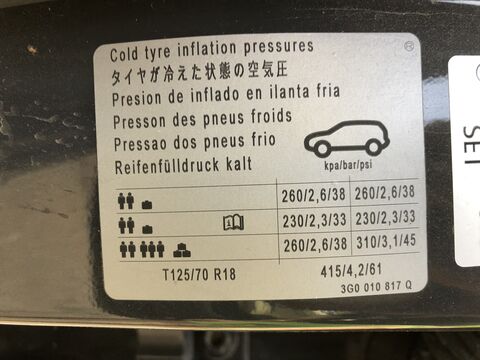 Cold tyre inflation pressures
®
タイヤが冷えた状態の空気圧
Presion de inflado en ilanta fria
Presson des pneus froids
Pressao dos pneus frio
Reifenfülldruck kalt
kpa/bar/psi
260/2,6/38 260/2,6/38
230/2,3/33 230/2,3/33
260/2,6/38 310/3,1/45
T125/70 R18 415/4,2/61
3G0 010 817 Q
SET